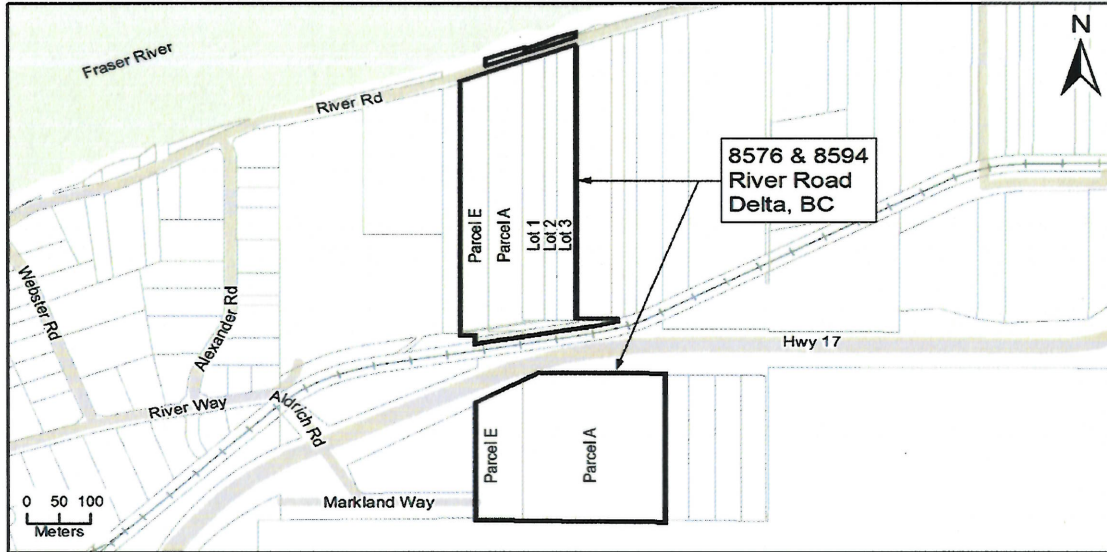 Fraser River
N
River Rd
8576 & 8594
River Road
Delta, BC
Parcel E
Parcel A
Lot 1
Lot 2
Lot 3
Webster Rd
Alexander Rd
Hwy 17
River Way
Aldrich Rd
Parcel E
Parcel A
0 50 100
Meters
Markland Way